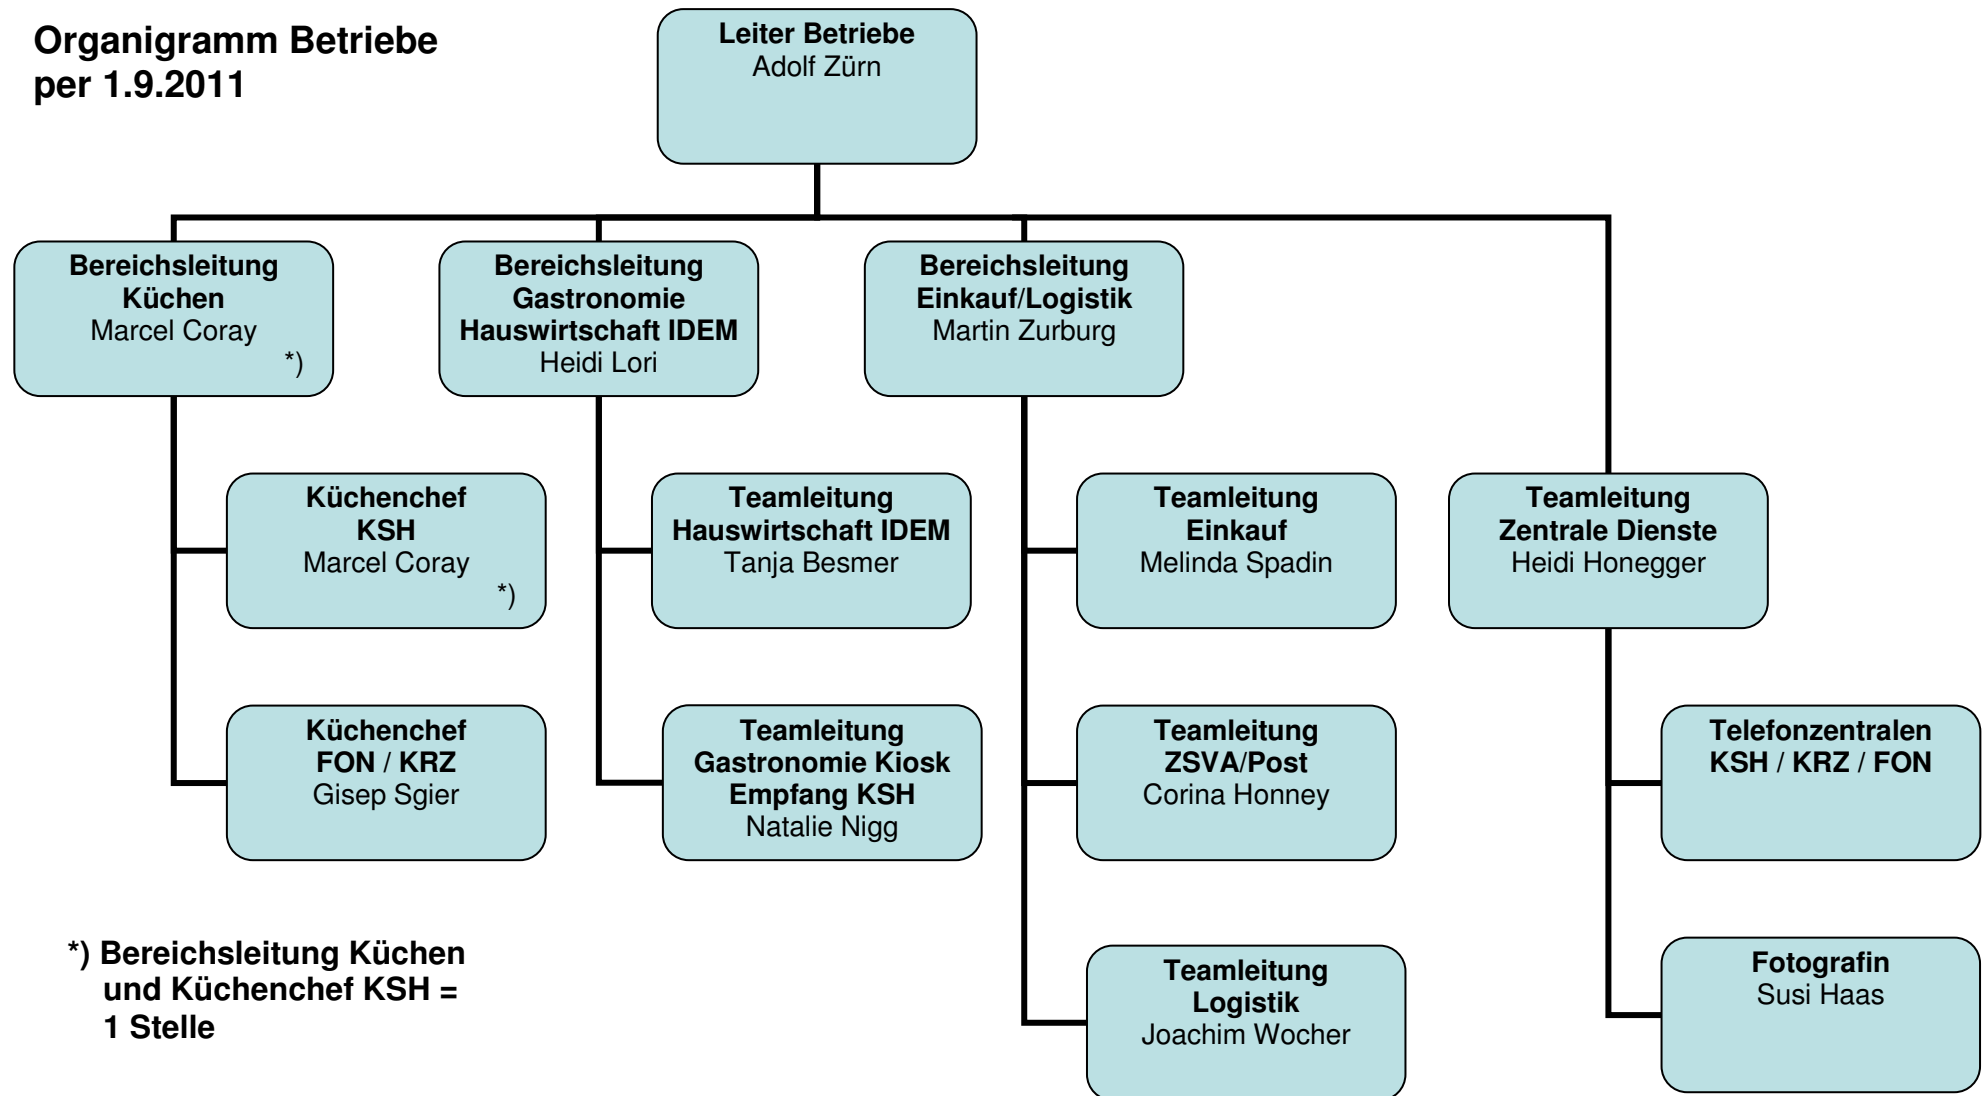 Organigramm Betriebe
per 1.9.2011
Leiter Betriebe
Adolf Zürn
Bereichsleitung
Küchen
Marcel Coray
*)
Bereichsleitung
Gastronomie
Hauswirtschaft IDEM
Heidi Lori
Bereichsleitung
Einkauf/Logistik
Martin Zurburg
Küchenchef
KSH
Marcel Coray
*)
Teamleitung
Hauswirtschaft IDEM
Tanja Besmer
Teamleitung
Einkauf
Melinda Spadin
Teamleitung
Zentrale Dienste
Heidi Honegger
Küchenchef
FON / KRZ
Gisep Sgier
Teamleitung
Gastronomie Kiosk
Empfang KSH
Natalie Nigg
Teamleitung
ZSVA/Post
Corina Honney
Telefonzentralen
KSH / KRZ / FON
*) Bereichsleitung Küchen
und Küchenchef KSH =
1 Stelle
Teamleitung
Logistik
Joachim Wocher
Fotografin
Susi Haas